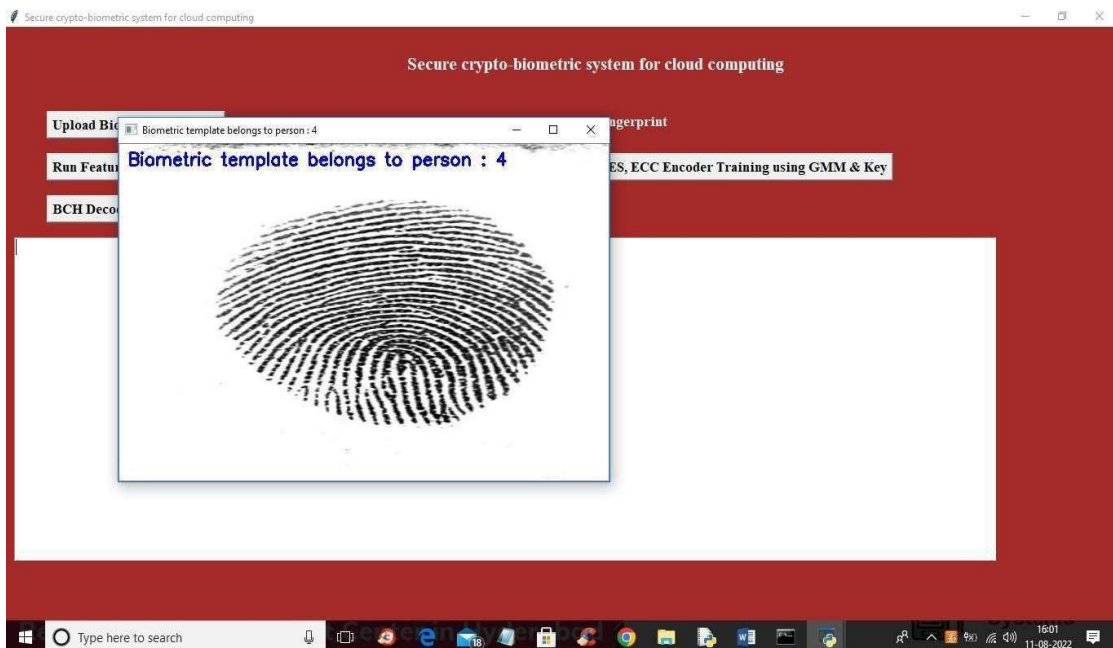 Secure crypto-biometric system for cloud computing
Secure crypto-biometric system for cloud computing
Upload Bio
ngerprint
Biometric template belongs to person : 4
Biometric template belongs to person : 4
Run Featu
ES, ECC Encoder Training using GMM & Key
BCH Deco
Type here to search
18
16:01
11-08-2022